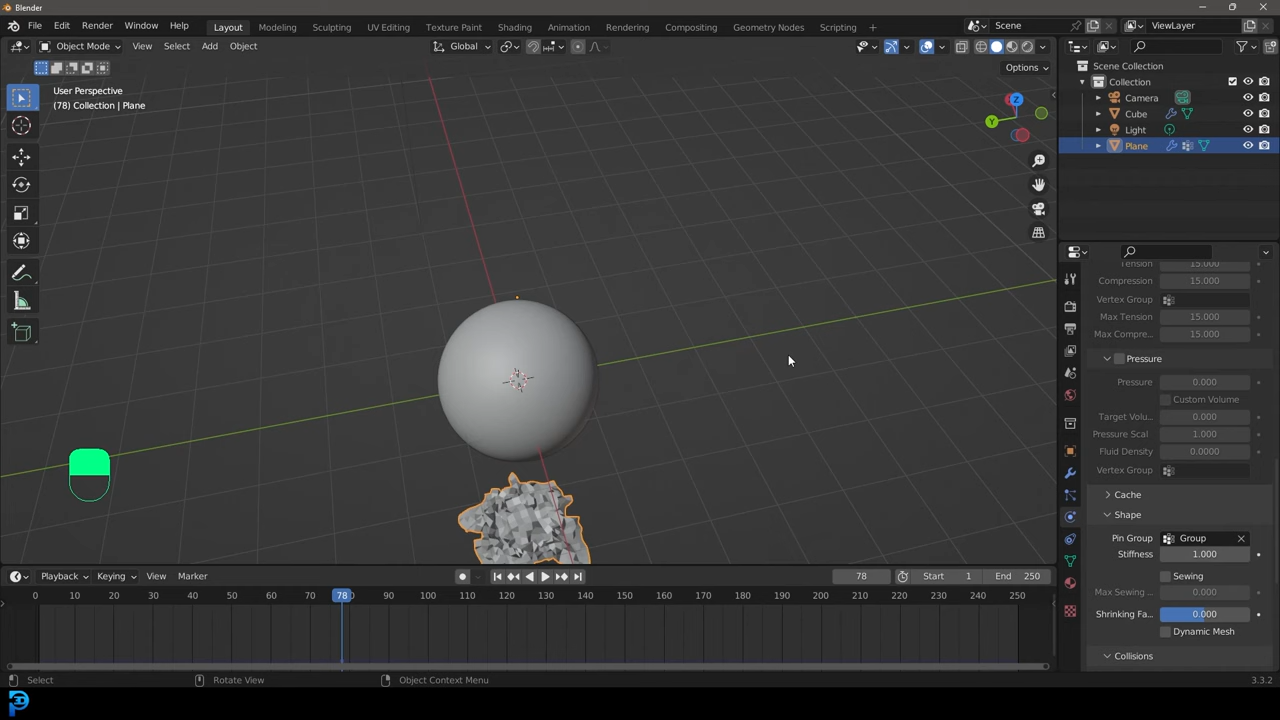 Blender
File Edit Render Window Help Layout Modeling Sculpting UV Editing Texture Paint Shading Animation Rendering Compositing Geometry Nodes Scripting + Scene ViewLayer
Object Mode View Select Add Object Global
Options
User Perspective
(78) Collection | Plane
Z
Y
Scene Collection
Collection
Camera
Cube
Light
Plane
Tension 15.000
Compression 15.000
Vertex Group
Max Tension 15.000
Max Compre... 15.000
Pressure
Pressure 0.000
Custom Volume
Target Volu... 0.000
Pressure Scal 1.000
Fluid Density 0.0000
Vertex Group
Cache
Shape
Pin Group Group
Stiffness 1.000
Sewing
Max Sewing ... 0.000
Shrinking Fa... 0.000
Dynamic Mesh
Collisions
Playback Keying View Marker 78 Start 1 End 250
0 10 20 30 40 50 60 70 78 80 90 100 110 120 130 140 150 160 170 180 190 200 210 220 230 240 250
Select Rotate View Object Context Menu 3.3.2